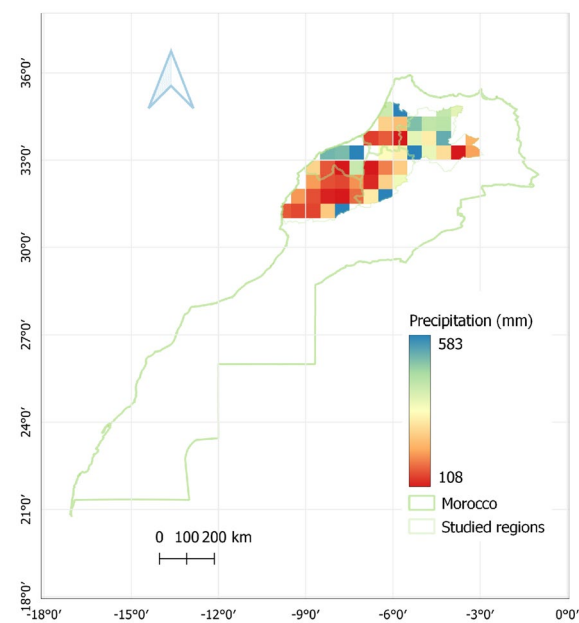 36°0′
33°0′
30°0′
27°0′
24°0′
21°0′
-18°0′
Precipitation (mm)
583
108
Morocco
Studied regions
0 100 200 km
-18°0′ -15°0′ -12°0′ -9°0′ -6°0′ -3°0′ 0°0′